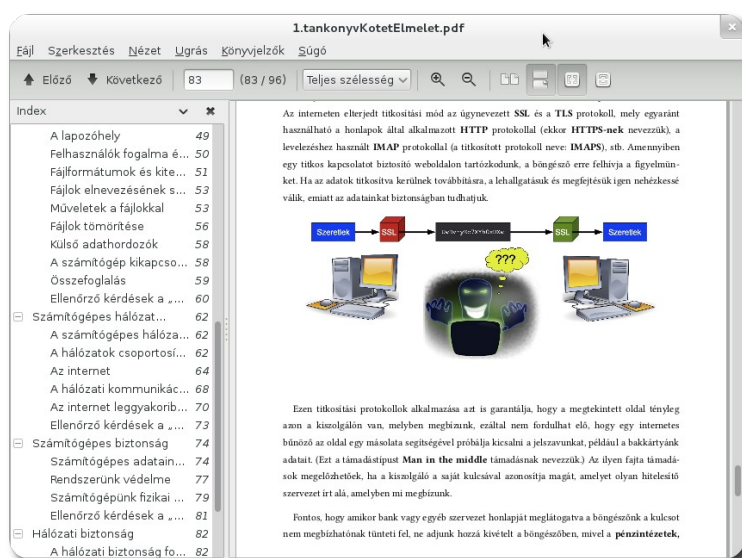 1.tankonyvKotetElmelet.pdf
Fájl Szerkesztés Nézet Ugrás Könyvjelzők Súgó
Előző Következő 83 (83 / 96) Teljes szélesség
Index
A lapozóhely 49
Felhasználók fogalma é... 50
Fájlformátumok és kite... 51
Fájlok elnevezésének s... 53
Műveletek a fájlokkal 53
Fájlok tömörítése 56
Külső adathordozók 58
A számítógép kikapcso... 58
Összefoglalás 59
Ellenőrző kérdések a „... 60
Számítógépes hálózat... 62
A számítógépes hálóza... 62
A hálózatok csoportosí... 62
Az internet 64
A hálózati kommunikác... 68
Az internet leggyakorib... 70
Ellenőrző kérdések a „... 73
Számítógépes biztonság 74
Számítógépes adatain... 74
Rendszerünk védelme 77
Számítógépünk fizikai ... 79
Ellenőrző kérdések a „... 81
Hálózati biztonság 82
A hálózati biztonság fo... 82
Az interneten elterjedt titkosítási mód az úgynevezett SSL és a TLS protokoll, mely egyaránt
használható a honlapok által alkalmazott HTTP protokollal (ekkor HTTPS-nek nevezzük), a
levelezéshez használt IMAP protokollal (a titkosított protokoll neve: IMAPS), stb. Amennyiben
egy titkos kapcsolatot biztosító weboldalon tartózkodunk, a böngésző erre felhívja a figyelmün-
ket. Ha az adatok titkosítva kerülnek továbbításra, a lehallgatásuk és megfejtésük igen nehézkessé
válik, emiatt az adatainkat biztonságban tudhatjuk.
Szeretlek SSL SSL Szeretlek
???
Ezen titkosítási protokollok alkalmazása azt is garantálja, hogy a megtekintett oldal tényleg
azon a kiszolgálón van, melyben megbízunk, ezáltal nem fordulhat elő, hogy egy internetes
bűnöző az oldal egy másolata segítségével próbálja kicsalni a jelszavunkat, például a bakkártyánk
adatait. (Ezt a támadástípust Man in the middle támadásnak nevezzük.) Az ilyen fajta támadá-
sok megelőzhetőek, ha a kiszolgáló a saját kulcsával azonosítja magát, amelyet olyan hitelesítő
szervezet írt alá, amelyben mi megbízunk.
Fontos, hogy amikor bank vagy egyéb szervezet honlapját meglátogatva a böngészőnk a kulcsot
nem megbízhatónak tünteti fel, ne adjunk hozzá kivételt a böngészőben, mivel a pénzintézetek,